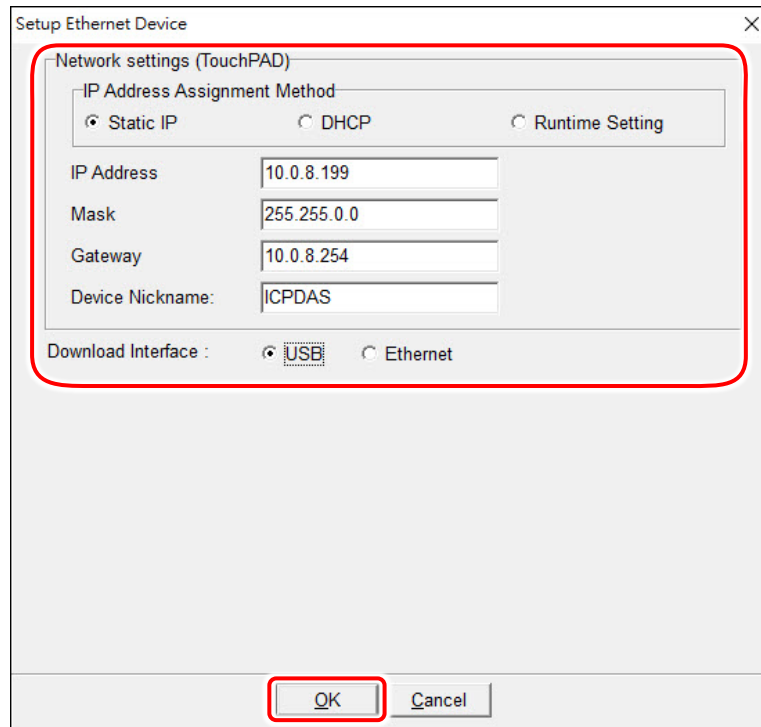 Setup Ethernet Device
Network settings (TouchPAD)
IP Address Assignment Method
Static IP DHCP Runtime Setting
IP Address 10.0.8.199
Mask 255.255.0.0
Gateway 10.0.8.254
Device Nickname: ICPDAS
Download Interface : USB Ethernet
OK Cancel